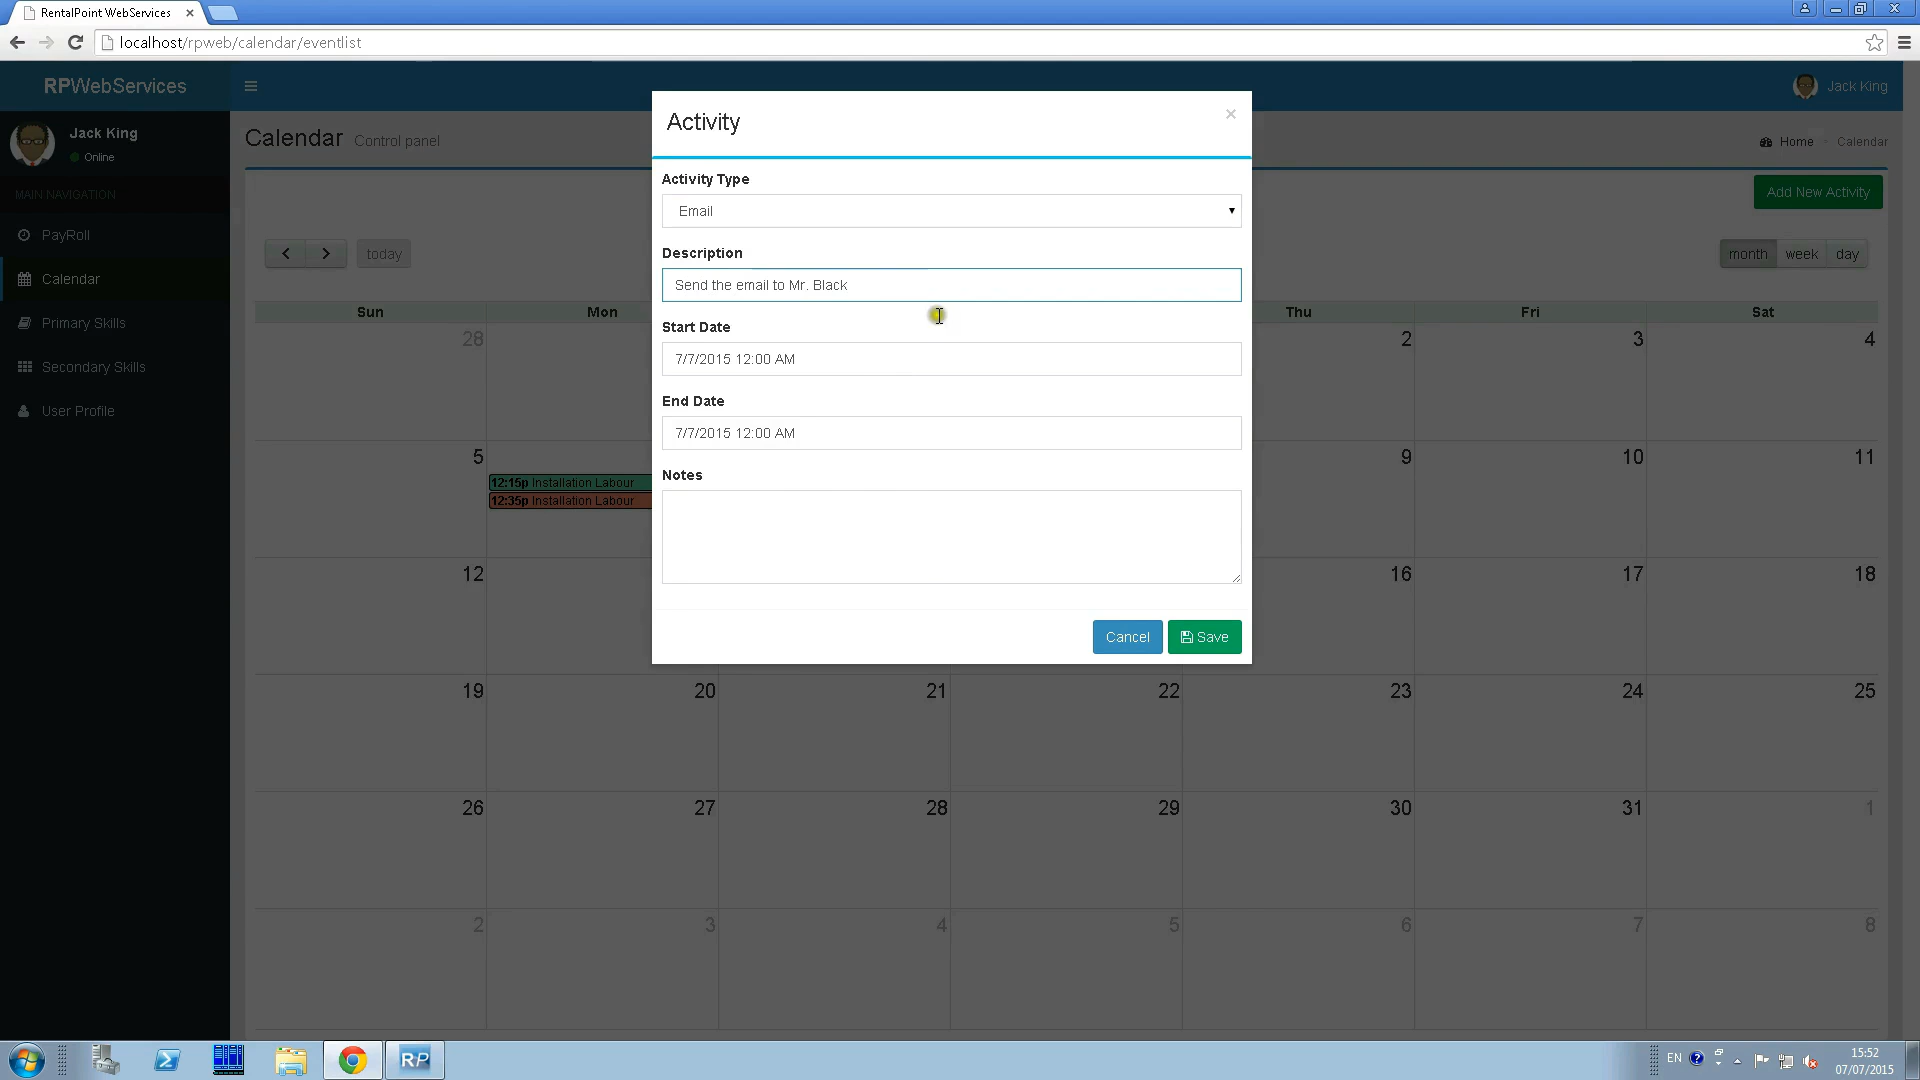 RentalPoint WebServices
localhost/rpweb/calendar/eventlist
RPWebServices
Jack King
Jack King
Online
Calendar Control panel
Home Calendar
MAIN NAVIGATION
PayRoll
Calendar
Primary Skills
Secondary Skills
User Profile
Add New Activity
today
month week day
Sun Mon Thu Fri Sat
28 2 3 4
5 9 10 11
12:15p Installation Labour
12:35p Installation Labour
12 16 17 18
19 20 21 22 23 24 25
26 27 28 29 30 31 1
2 3 4 5 6 7 8
Activity
×
Activity Type
Email
Description
Send the email to Mr. Black
Start Date
7/7/2015 12:00 AM
End Date
7/7/2015 12:00 AM
Notes
Cancel Save
RP
EN
15:52
07/07/2015